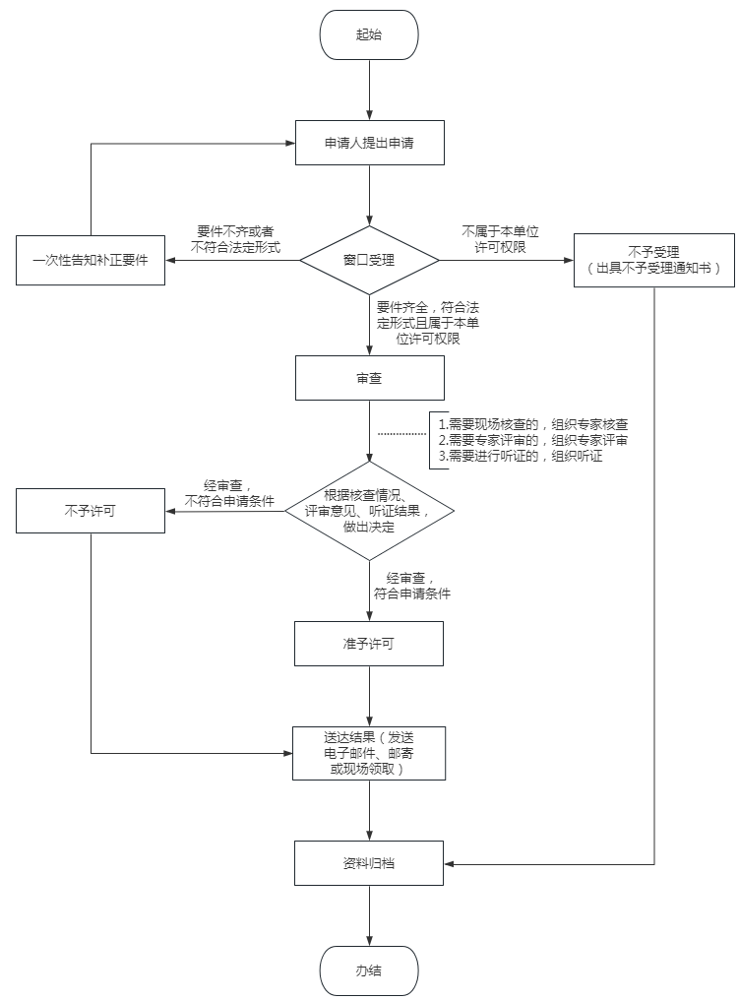 起始
申请人提出申请
要件不齐或者
不符合法定形式
不属于本单位
许可权限
一次性告知补正要件
窗口受理
不予受理
（出具不予受理通知书）
要件齐全，符合法
定形式且属于本单
位许可权限
审查
1.需要现场核查的，组织专家核查
2.需要专家评审的，组织专家评审
3.需要进行听证的，组织听证
经审查，
不符合申请条件
不予许可
根据核查情况、
评审意见、听证结果，
做出决定
经审查，
符合申请条件
准予许可
送达结果（发送
电子邮件、邮寄
或现场领取）
资料归档
办结